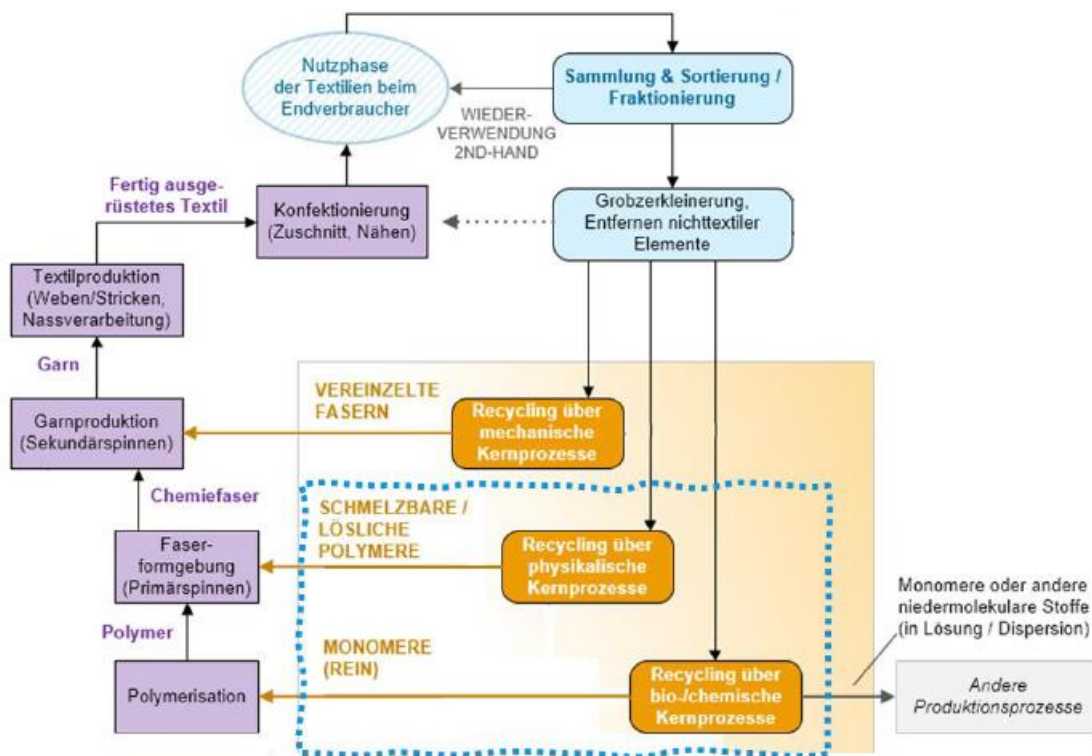 Nutzphase
der Textilien beim
Endverbraucher
Sammlung & Sortierung /
Fraktionierung
WIEDER-
VERWENDUNG
2ND-HAND
Fertig ausge-
rüstetes Textil
Konfektionierung
(Zuschnitt, Nähen)
Grobzerkleinerung,
Entfernen nichttextiler
Elemente
Textilproduktion
(Weben/Stricken,
Nassverarbeitung)
Garn
VEREINZELTE
FASERN
Garnproduktion
(Sekundärspinnen)
Recycling über
mechanische
Kernprozesse
Chemiefaser
SCHMELZBARE /
LÖSLICHE
POLYMERE
Faser-
formgebung
(Primärspinnen)
Recycling über
physikalische
Kernprozesse
Monomere oder andere
niedermolekulare Stoffe
(in Lösung / Dispersion)
Polymer
MONOMERE
(REIN)
Polymerisation
Recycling über
bio-/chemische
Kernprozesse
Andere
Produktionsprozesse